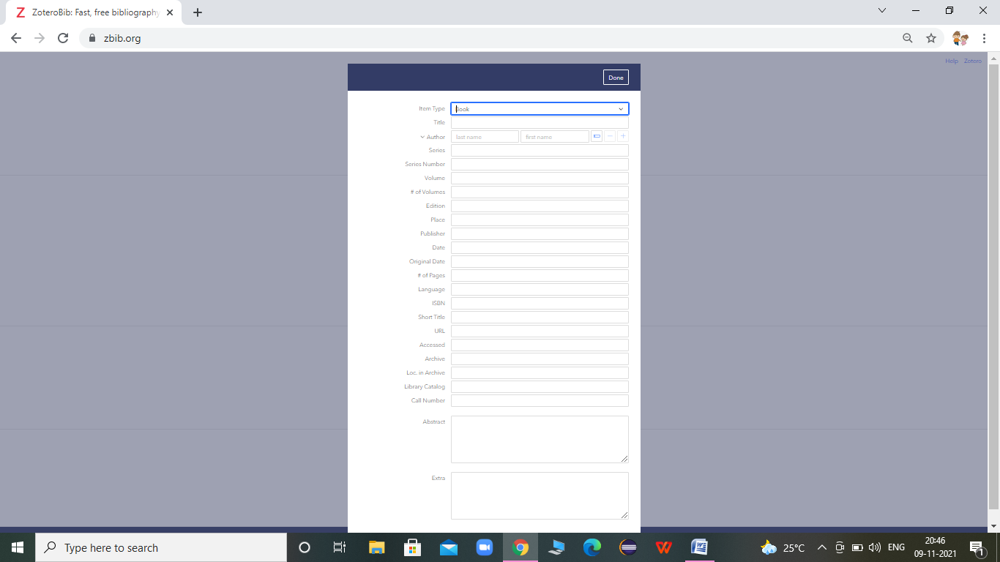 ZoteroBib: Fast, free bibliography
zbib.org
Help Zotero
Done
Item Type Book
Title
Author last name first name
Series
Series Number
Volume
# of Volumes
Edition
Place
Publisher
Date
Original Date
# of Pages
Language
ISBN
Short Title
URL
Accessed
Archive
Loc. in Archive
Library Catalog
Call Number
Abstract
Extra
Type here to search
25°C
ENG
20:46
09-11-2021
1